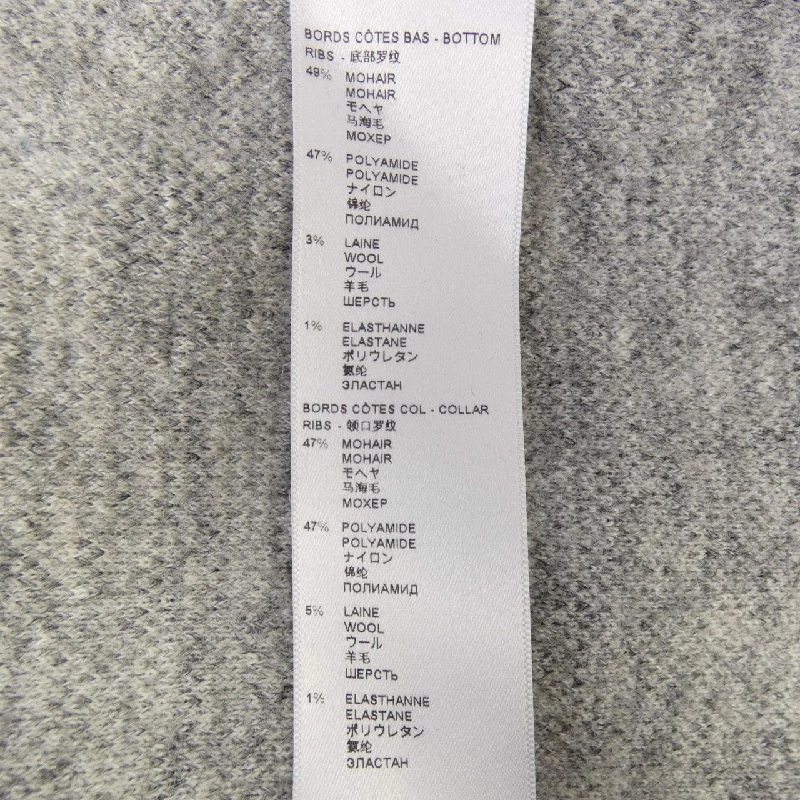 BORDS CÔTES BAS - BOTTOM
RIBS - 底部罗纹
49% MOHAIR
MOHAIR
モヘヤ
马海毛
МОХЕР
47% POLYAMIDE
POLYAMIDE
ナイロン
锦纶
ПОЛИАМИД
3% LAINE
WOOL
ウール
羊毛
ШЕРСТЬ
1% ELASTHANNE
ELASTANE
ポリウレタン
氨纶
ЭЛАСТАН
BORDS CÔTES COL - COLLAR
RIBS - 领口罗纹
47% MOHAIR
MOHAIR
モヘヤ
马海毛
МОХЕР
47% POLYAMIDE
POLYAMIDE
ナイロン
锦纶
ПОЛИАМИД
5% LAINE
WOOL
ウール
羊毛
ШЕРСТЬ
1% ELASTHANNE
ELASTANE
ポリウレタン
氨纶
ЭЛАСТАН